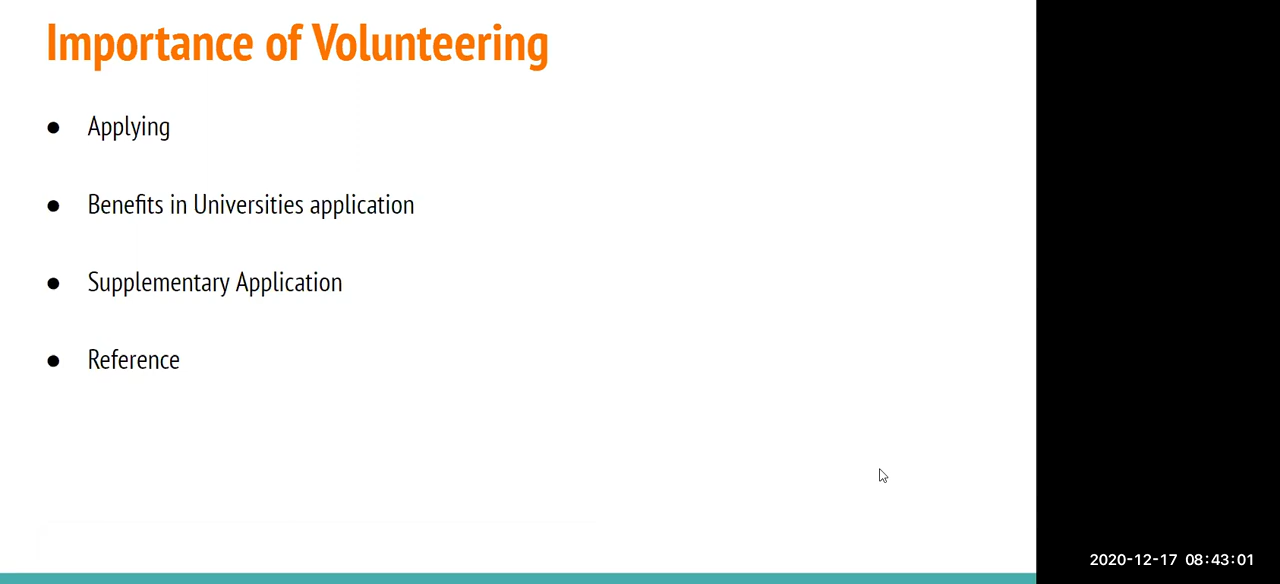 Importance of Volunteering
● Applying
● Benefits in Universities application
● Supplementary Application
● Reference
2020-12-17 08:43:01